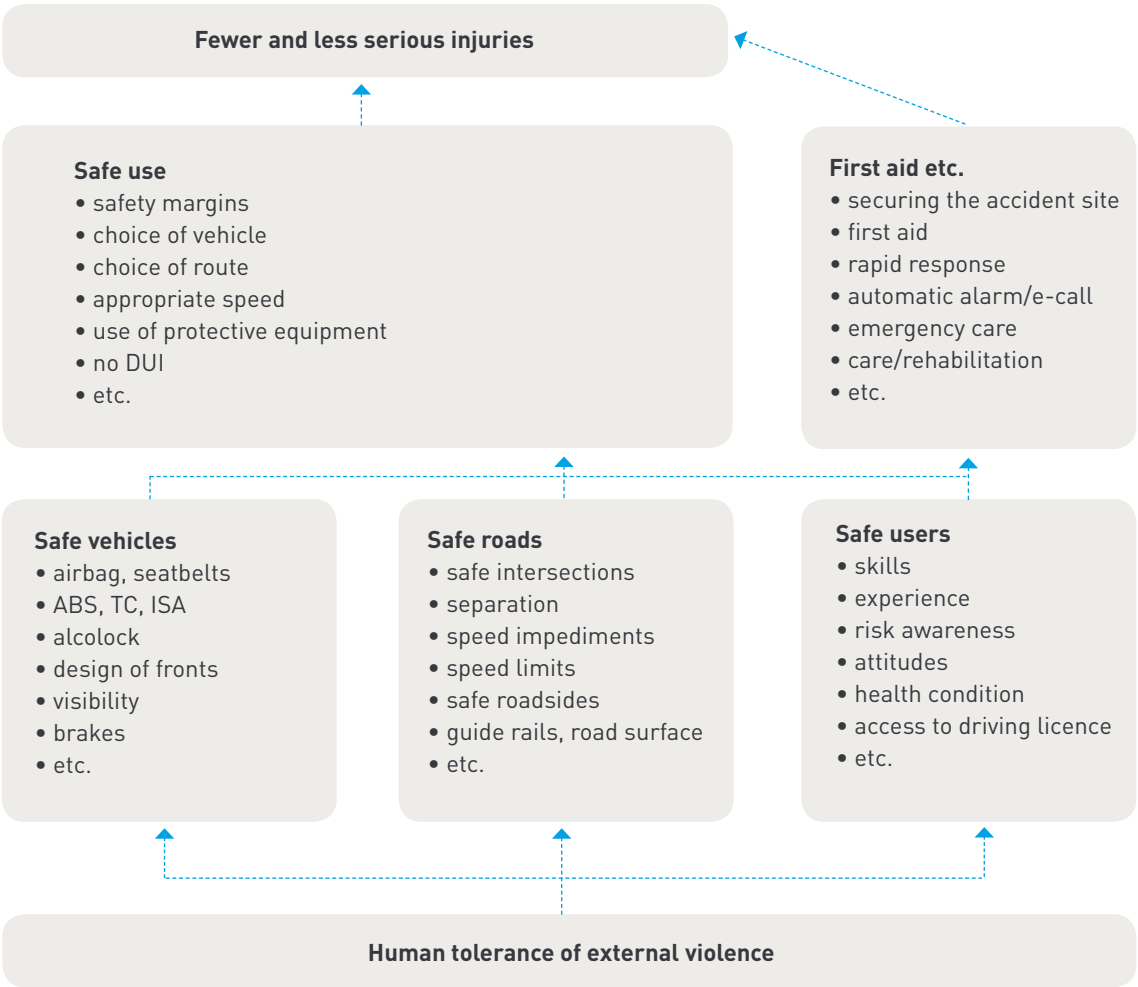 Fewer and less serious injuries
Safe use
• safety margins
• choice of vehicle
• choice of route
• appropriate speed
• use of protective equipment
• no DUI
• etc.
First aid etc.
• securing the accident site
• first aid
• rapid response
• automatic alarm/e-call
• emergency care
• care/rehabilitation
• etc.
Safe vehicles
• airbag, seatbelts
• ABS, TC, ISA
• alcolock
• design of fronts
• visibility
• brakes
• etc.
Safe roads
• safe intersections
• separation
• speed impediments
• speed limits
• safe roadsides
• guide rails, road surface
• etc.
Safe users
• skills
• experience
• risk awareness
• attitudes
• health condition
• access to driving licence
• etc.
Human tolerance of external violence